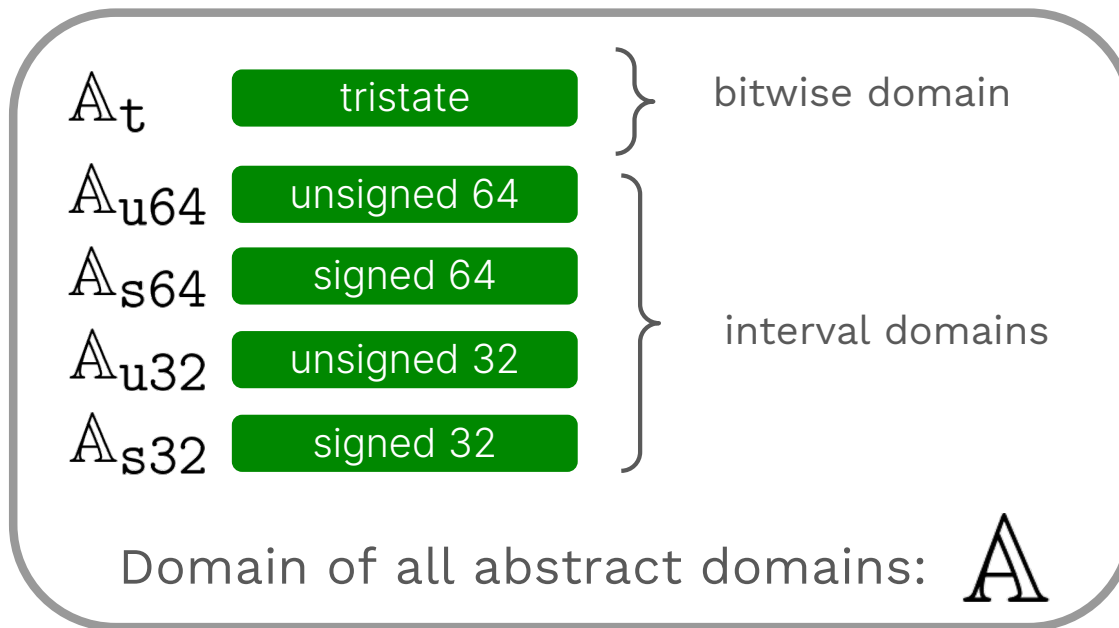 𝔸t tristate bitwise domain
𝔸u64 unsigned 64
𝔸s64 signed 64
interval domains
𝔸u32 unsigned 32
𝔸s32 signed 32
Domain of all abstract domains: 𝔸